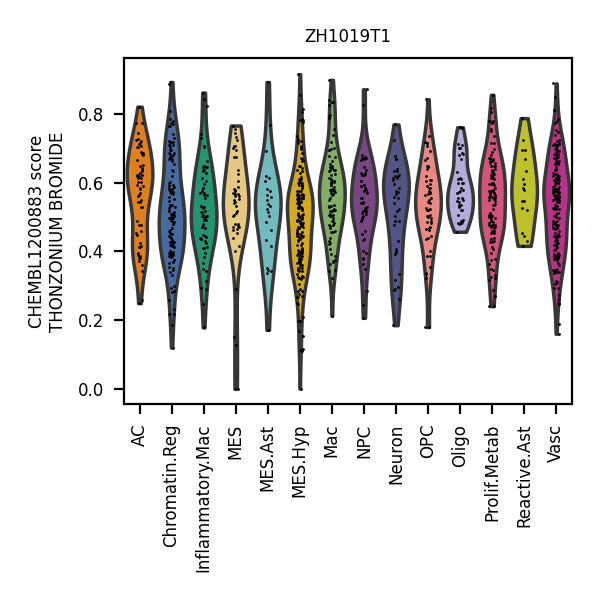 ZH1019T1
CHEMBL1200883 score
THONZONIUM BROMIDE
0.8
0.6
0.4
0.2
0.0
AC
Chromatin.Reg
Inflammatory.Mac
MES
MES.Ast
MES.Hyp
Mac
NPC
Neuron
OPC
Oligo
Prolif.Metab
Reactive.Ast
Vasc